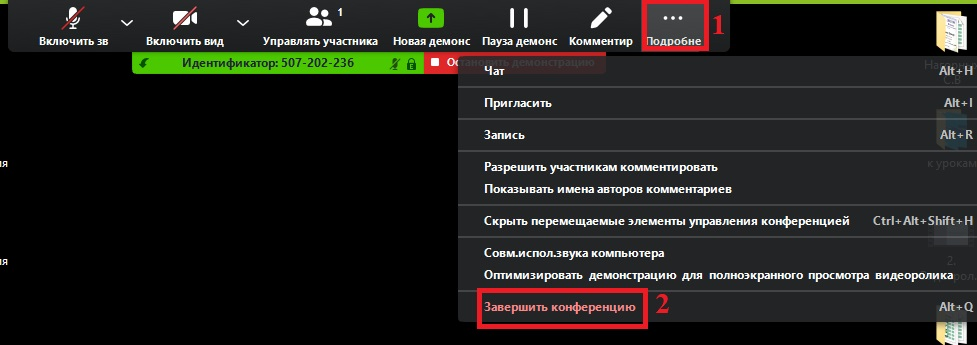 1
Включить зв
Включить вид
Управлять участника
Новая демонс
Пауза демонс
Комментир
Подробне
1
Идентификатор: 507-202-236
Остановить демонстрацию
Чат Alt+H
Пригласить Alt+I
Запись Alt+R
к урокам
Разрешить участникам комментировать
Показывать имена авторов комментариев
Скрыть перемещаемые элементы управления конференцией Ctrl+Alt+Shift+H
Совм.испол.звука компьютера
2.
Оптимизировать демонстрацию для полноэкранного просмотра видеоролика
Завершить конференцию Alt+Q
2